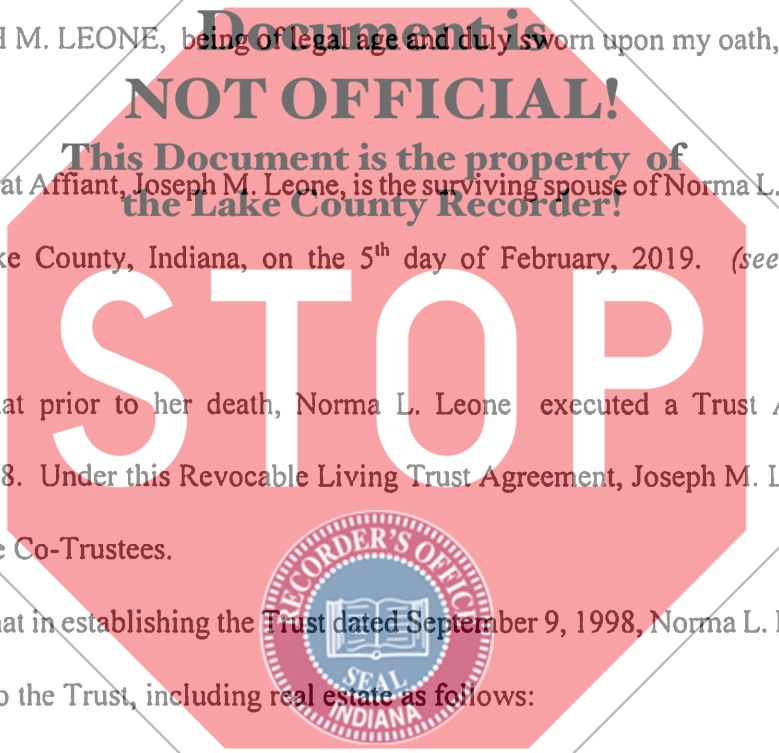 Document is
H M. LEONE, being of legal age and duly sworn upon my oath,
NOT OFFICIAL!
This Document is the property of
at Affiant, Joseph M. Leone, is the surviving spouse of Norma L.
the Lake County Recorder!
ke County, Indiana, on the 5th day of February, 2019. (see
STOP
at prior to her death, Norma L. Leone executed a Trust A
8. Under this Revocable Living Trust Agreement, Joseph M. L
e Co-Trustees.
RECORDER'S OFFICE
at in establishing the Trust dated September 9, 1998, Norma L. L
SEAL
o the Trust, including real estate as follows:
INDIANA